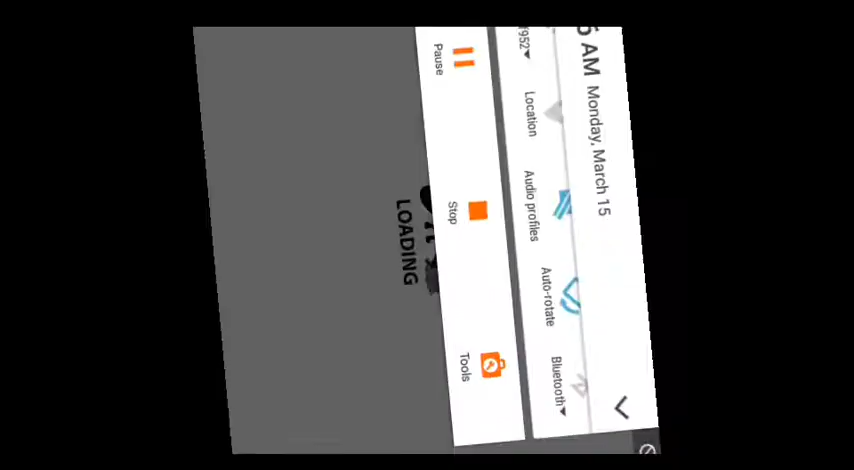 AM Monday, March 15
Location
Audio profiles
Auto-rotate
Bluetooth
Pause
Stop
Tools
LOADING